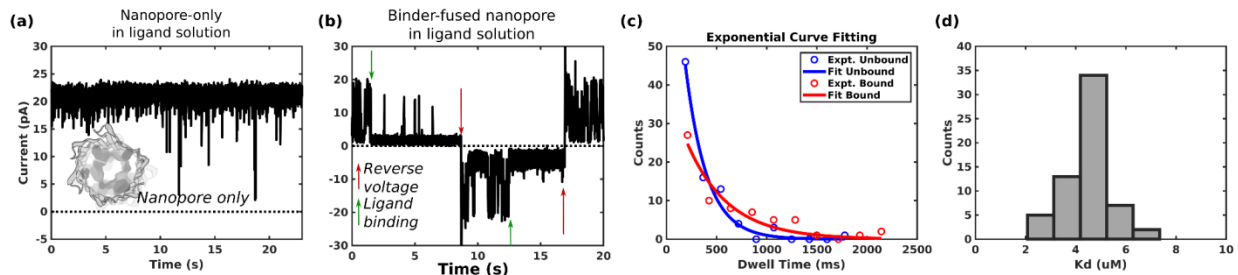 (a)
Nanopore-only
in ligand solution
30
25
20
15
10
5
0
-5
Current (pA)
Nanopore only
0
5
10
15
20
Time (s)
(b)
Binder-fused nanopore
in ligand solution
30
20
10
0
-10
-20
-30
Reverse
voltage
Ligand
binding
0
5
10
15
20
Time (s)
(c)
Exponential Curve Fitting
50
40
30
20
10
0
Counts
Expt. Unbound
Fit Unbound
Expt. Bound
Fit Bound
0
500
1000
1500
2000
2500
Dwell Time (ms)
(d)
40
35
30
25
20
15
10
5
0
Counts
0
2
4
6
8
10
Kd (uM)